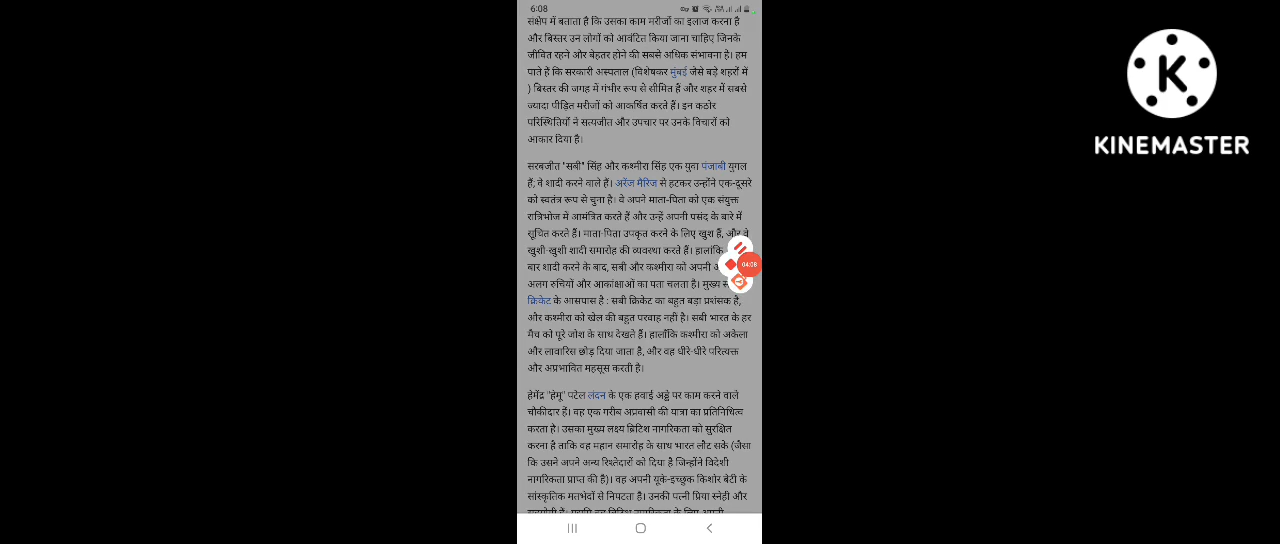 6:08
संक्षेप में बताता है कि उसका काम मरीजों का इलाज करना है
और बिस्तर उन लोगों को आवंटित किया जाना चाहिए जिनके
जीवित रहने और बेहतर होने की सबसे अधिक संभावना है। हम
पाते हैं कि सरकारी अस्पताल (विशेषकर मुंबई जैसे बड़े शहरों में
) बिस्तर की जगह में गंभीर रूप से सीमित हैं और शहर में सबसे
ज्यादा पीड़ित मरीजों को आकर्षित करते हैं। इन कठोर
परिस्थितियों ने सत्यजीत और उपचार पर उनके विचारों को
आकार दिया है।
सरबजीत "सबी" सिंह और कश्मीरा सिंह एक युवा पंजाबी युगल
हैं; वे शादी करने वाले हैं। अरेंज मैरिज से हटकर उन्होंने एक-दूसरे
को स्वतंत्र रूप से चुना है। वे अपने माता-पिता को एक संयुक्त
रात्रिभोज में आमंत्रित करते हैं और उन्हें अपनी पसंद के बारे में
सूचित करते हैं। माता-पिता उपकृत करने के लिए खुश हैं, और वे
खुशी-खुशी शादी समारोह की व्यवस्था करते हैं। हालांकि
बार शादी करने के बाद, सबी और कश्मीरा को अपनी
04:08
अलग रुचियों और आकांक्षाओं का पता चलता है। मुख्य
क्रिकेट के आसपास है : सबी क्रिकेट का बहुत बड़ा प्रशंसक है,
और कश्मीरा को खेल की बहुत परवाह नहीं है। सबी भारत के हर
मैच को पूरे जोश के साथ देखते हैं। हालाँकि कश्मीरा को अकेला
और लावारिस छोड़ दिया जाता है, और वह धीरे-धीरे परित्यक्त
और अप्रभावित महसूस करती है।
हेमेंद्र "हेमू" पटेल लंदन के एक हवाई अड्डे पर काम करने वाले
चौकीदार हैं। वह एक गरीब अप्रवासी की यात्रा का प्रतिनिधित्व
करता है। उसका मुख्य लक्ष्य ब्रिटिश नागरिकता को सुरक्षित
करना है ताकि वह महान समारोह के साथ भारत लौट सके (जैसा
कि उसने अपने अन्य रिश्तेदारों को दिया है जिन्होंने विदेशी
नागरिकता प्राप्त की है)। वह अपनी यूके-इच्छुक किशोर बेटी के
सांस्कृतिक मतभेदों से निपटता है। उनकी पत्नी प्रिया स्नेही और
KINEMASTER